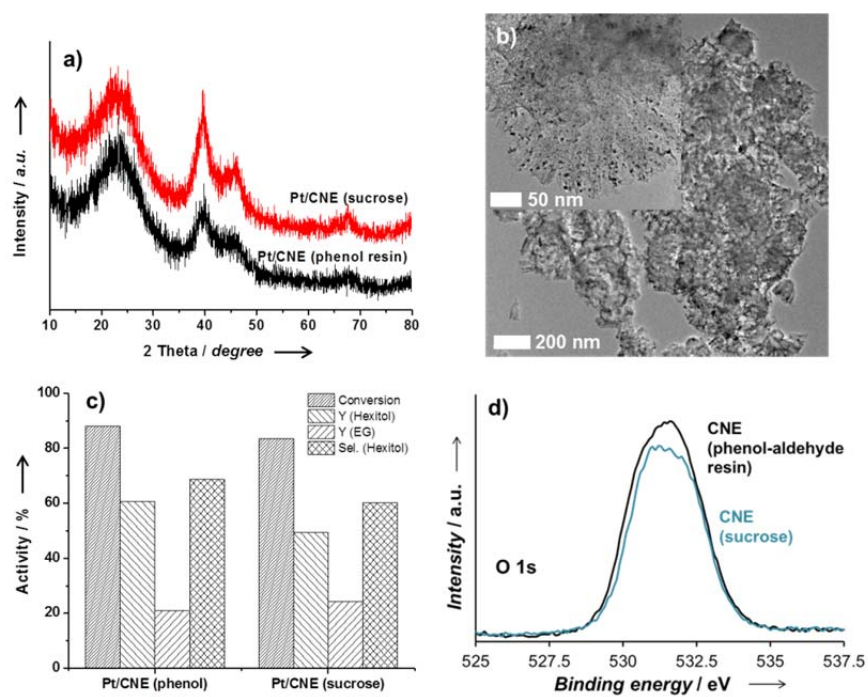 a)
Intensity / a.u.
Pt/CNE (sucrose)
Pt/CNE (phenol resin)
10 20 30 40 50 60 70 80
2 Theta / degree
b)
50 nm
200 nm
c)
Activity / %
100
80
60
40
20
0
Conversion
Y (Hexitol)
Y (EG)
Sel. (Hexitol)
Pt/CNE (phenol) Pt/CNE (sucrose)
d)
Intensity / a.u.
CNE
(phenol-aldehyde
resin)
CNE
(sucrose)
O 1s
525 527.5 530 532.5 535 537.5
Binding energy / eV